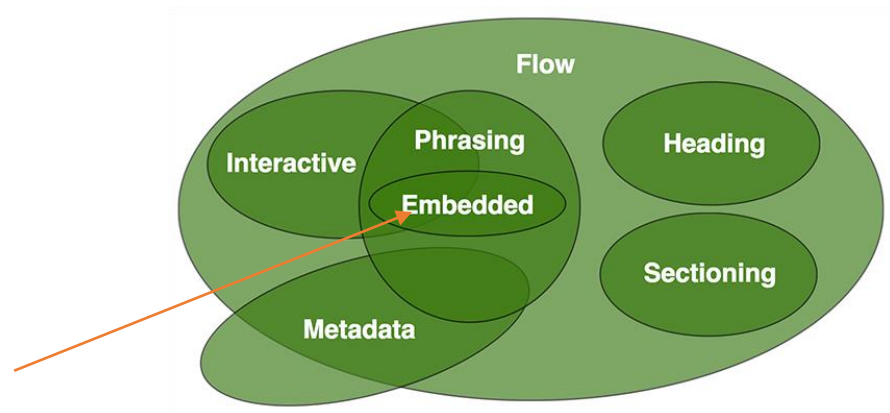 Flow
Phrasing
Heading
Interactive
Embedded
Sectioning
Metadata